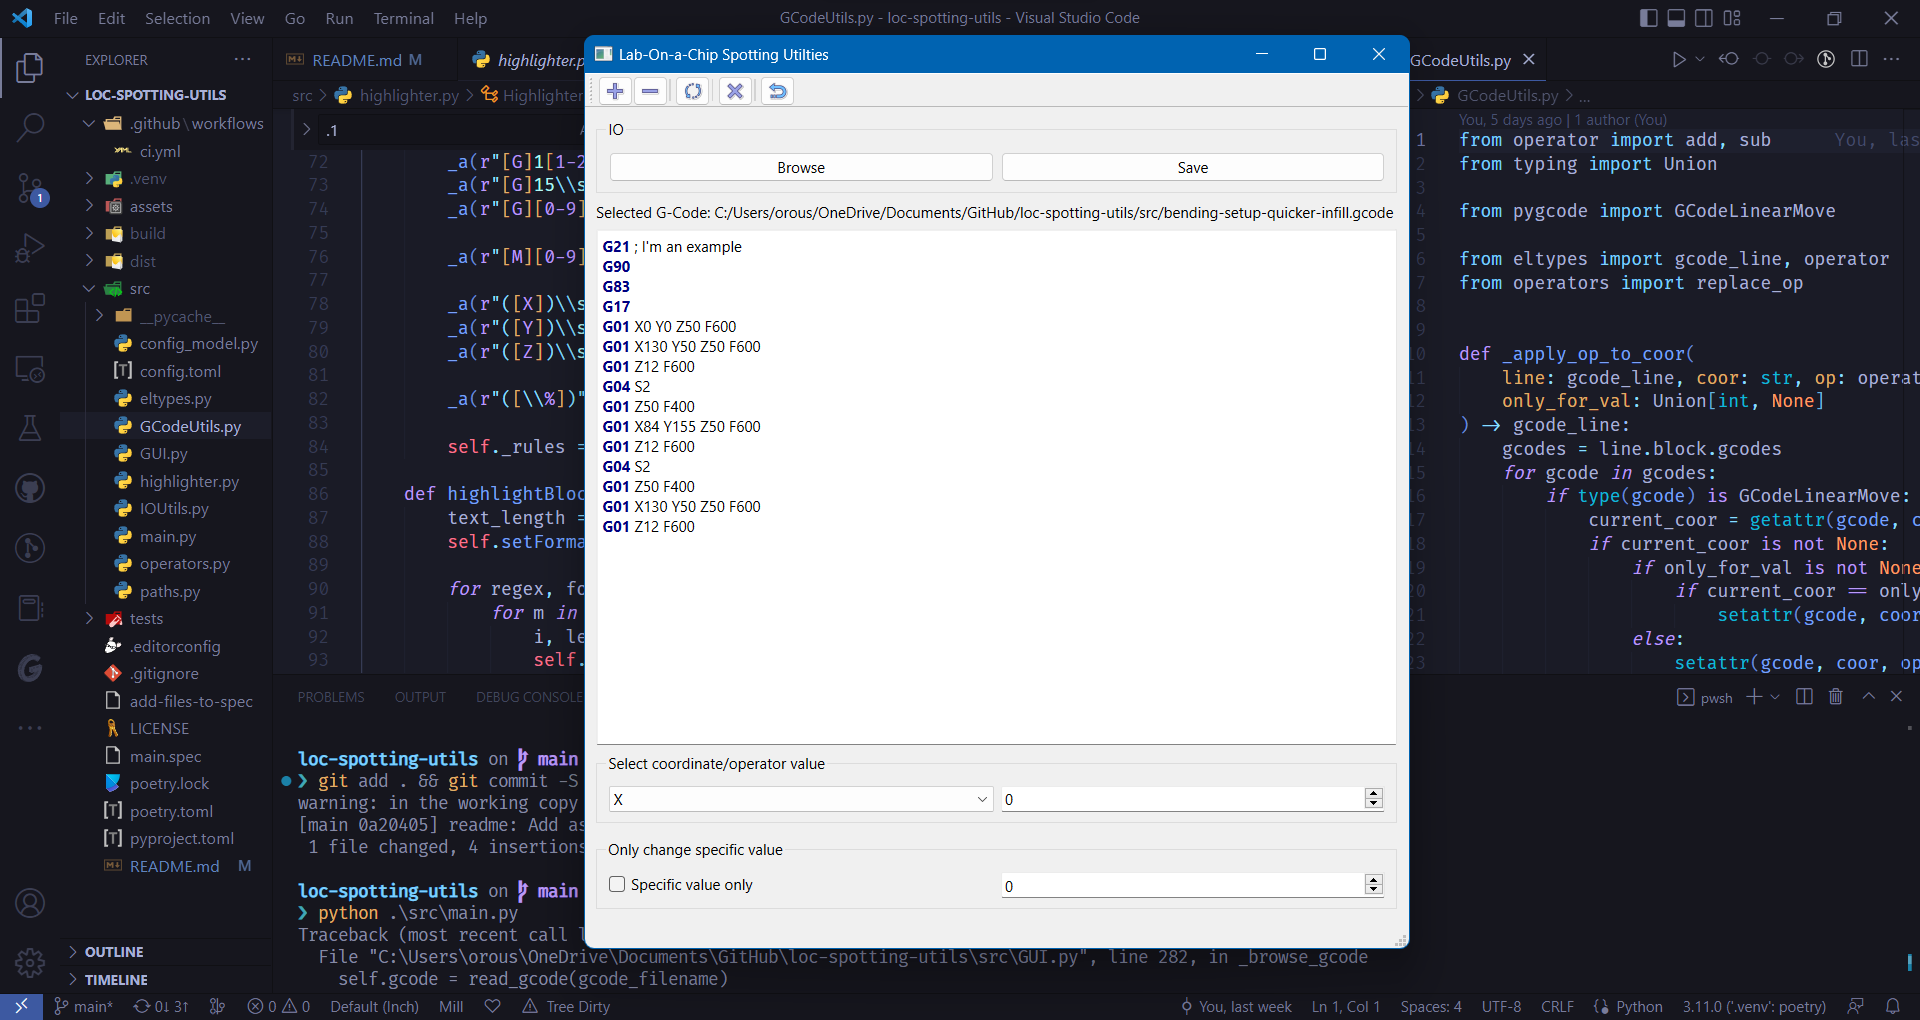 File Edit Selection View Go Run Terminal Help
GCodeUtils.py - loc-spotting-utils - Visual Studio Code
EXPLORER
LOC-SPOTTING-UTILS
.github\workflows
ci.yml
.venv
assets
build
dist
src
__pycache__
config_model.py
config.toml
eltypes.py
GCodeUtils.py
GUI.py
highlighter.py
IOUtils.py
main.py
operators.py
paths.py
tests
.editorconfig
.gitignore
add-files-to-spec
LICENSE
main.spec
poetry.lock
poetry.toml
pyproject.toml
README.md M
OUTLINE
TIMELINE
README.md M
highlighter.p
src > highlighter.py > Highlighter
.1
72 _a(r"[G]1[1-2
73 _a(r"[G]15\\s
74 _a(r"[G][0-9]
75
76 _a(r"[M][0-9]
77
78 _a(r"([X])\\s
79 _a(r"([Y])\\s
80 _a(r"([Z])\\s
81
82 _a(r"([\\%])"
83
84 self._rules =
85
86 def highlightBloc
87 text_length =
88 self.setForma
89
90 for regex, fo
91 for m in
92 i, le
93 self.
PROBLEMS OUTPUT DEBUG CONSOLE
loc-spotting-utils on main
❯ git add . && git commit -S
warning: in the working copy
[main 0a20405] readme: Add as
1 file changed, 4 insertions
loc-spotting-utils on main
❯ python .\src\main.py
Traceback (most recent call l
File "C:\Users\orous\OneDrive\Documents\GitHub\loc-spotting-utils\src\GUI.py", line 282, in _browse_gcode
self.gcode = read_gcode(gcode_filename)
Lab-On-a-Chip Spotting Utilties
IO
Browse
Save
Selected G-Code: C:/Users/orous/OneDrive/Documents/GitHub/loc-spotting-utils/src/bending-setup-quicker-infill.gcode
G21 ; I'm an example
G90
G83
G17
G01 X0 Y0 Z50 F600
G01 X130 Y50 Z50 F600
G01 Z12 F600
G04 S2
G01 Z50 F400
G01 X84 Y155 Z50 F600
G01 Z12 F600
G04 S2
G01 Z50 F400
G01 X130 Y50 Z50 F600
G01 Z12 F600
Select coordinate/operator value
X
0
Only change specific value
Specific value only
0
GCodeUtils.py
> GCodeUtils.py > ...
You, 5 days ago | 1 author (You)
1 from operator import add, sub You, las
2 from typing import Union
4 from pygcode import GCodeLinearMove
5
6 from eltypes import gcode_line, operator
7 from operators import replace_op
8
9
10 def _apply_op_to_coor(
11 line: gcode_line, coor: str, op: operat
12 only_for_val: Union[int, None]
13 ) -> gcode_line:
14 gcodes = line.block.gcodes
15 for gcode in gcodes:
16 if type(gcode) is GCodeLinearMove:
17 current_coor = getattr(gcode, c
18 if current_coor is not None:
19 if only_for_val is not None
20 if current_coor == only
21 setattr(gcode, coor
22 else:
23 setattr(gcode, coor, op
pwsh
1
main* 0↓ 3↑ 0 0 Default (Inch) Mill Tree Dirty
You, last week Ln 1, Col 1 Spaces: 4 UTF-8 CRLF Python 3.11.0 ('.venv': poetry)